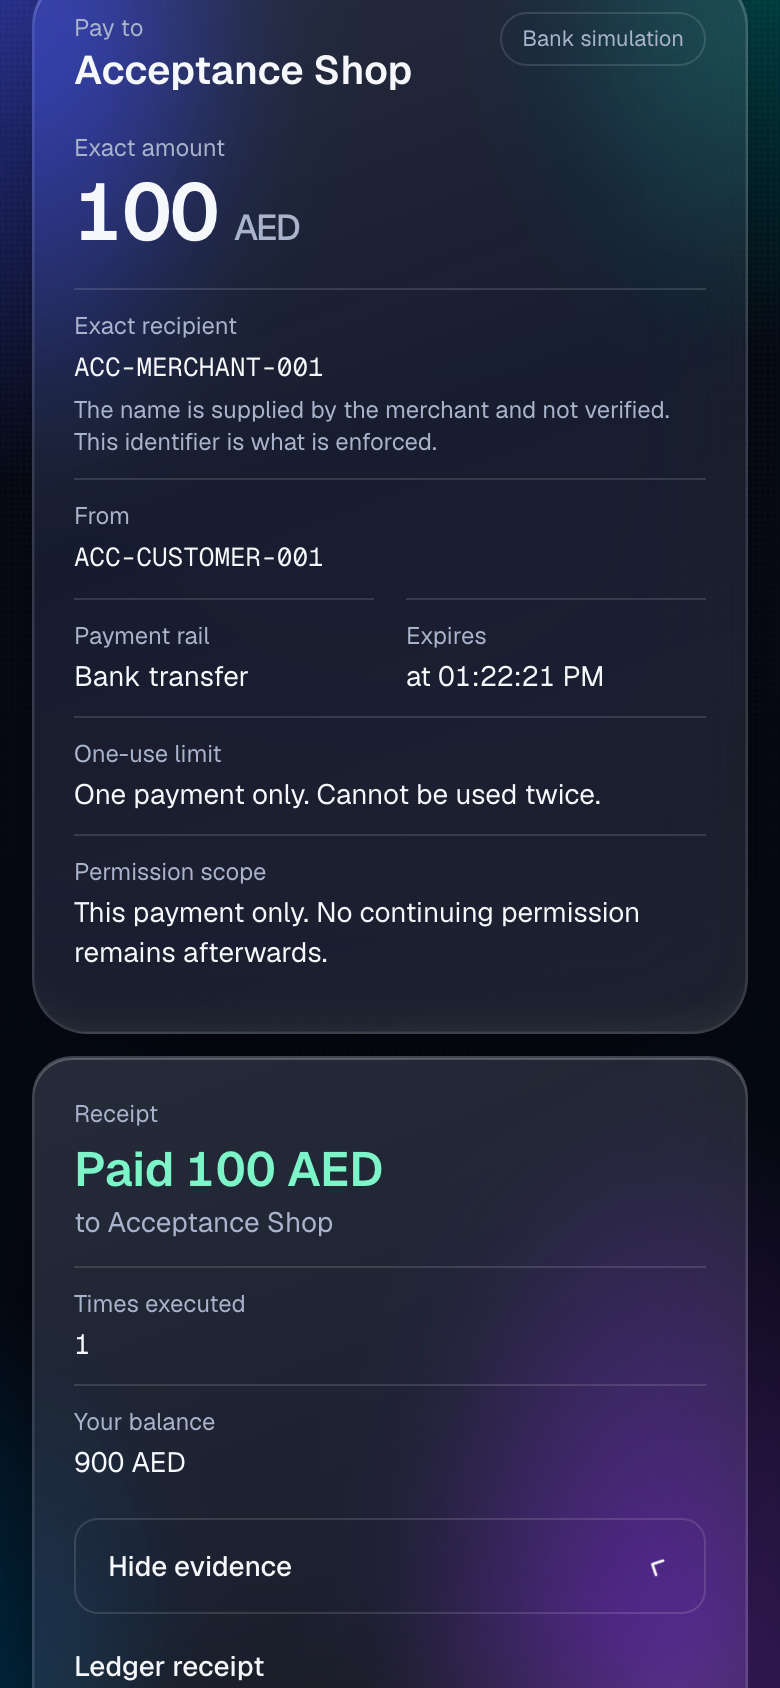 Pay to
Acceptance Shop
Bank simulation
Exact amount
100 AED
Exact recipient
ACC-MERCHANT-001
The name is supplied by the merchant and not verified.
This identifier is what is enforced.
From
ACC-CUSTOMER-001
Payment rail
Bank transfer
Expires
at 01:22:21 PM
One-use limit
One payment only. Cannot be used twice.
Permission scope
This payment only. No continuing permission
remains afterwards.
Receipt
Paid 100 AED
to Acceptance Shop
Times executed
1
Your balance
900 AED
Hide evidence
Ledger receipt